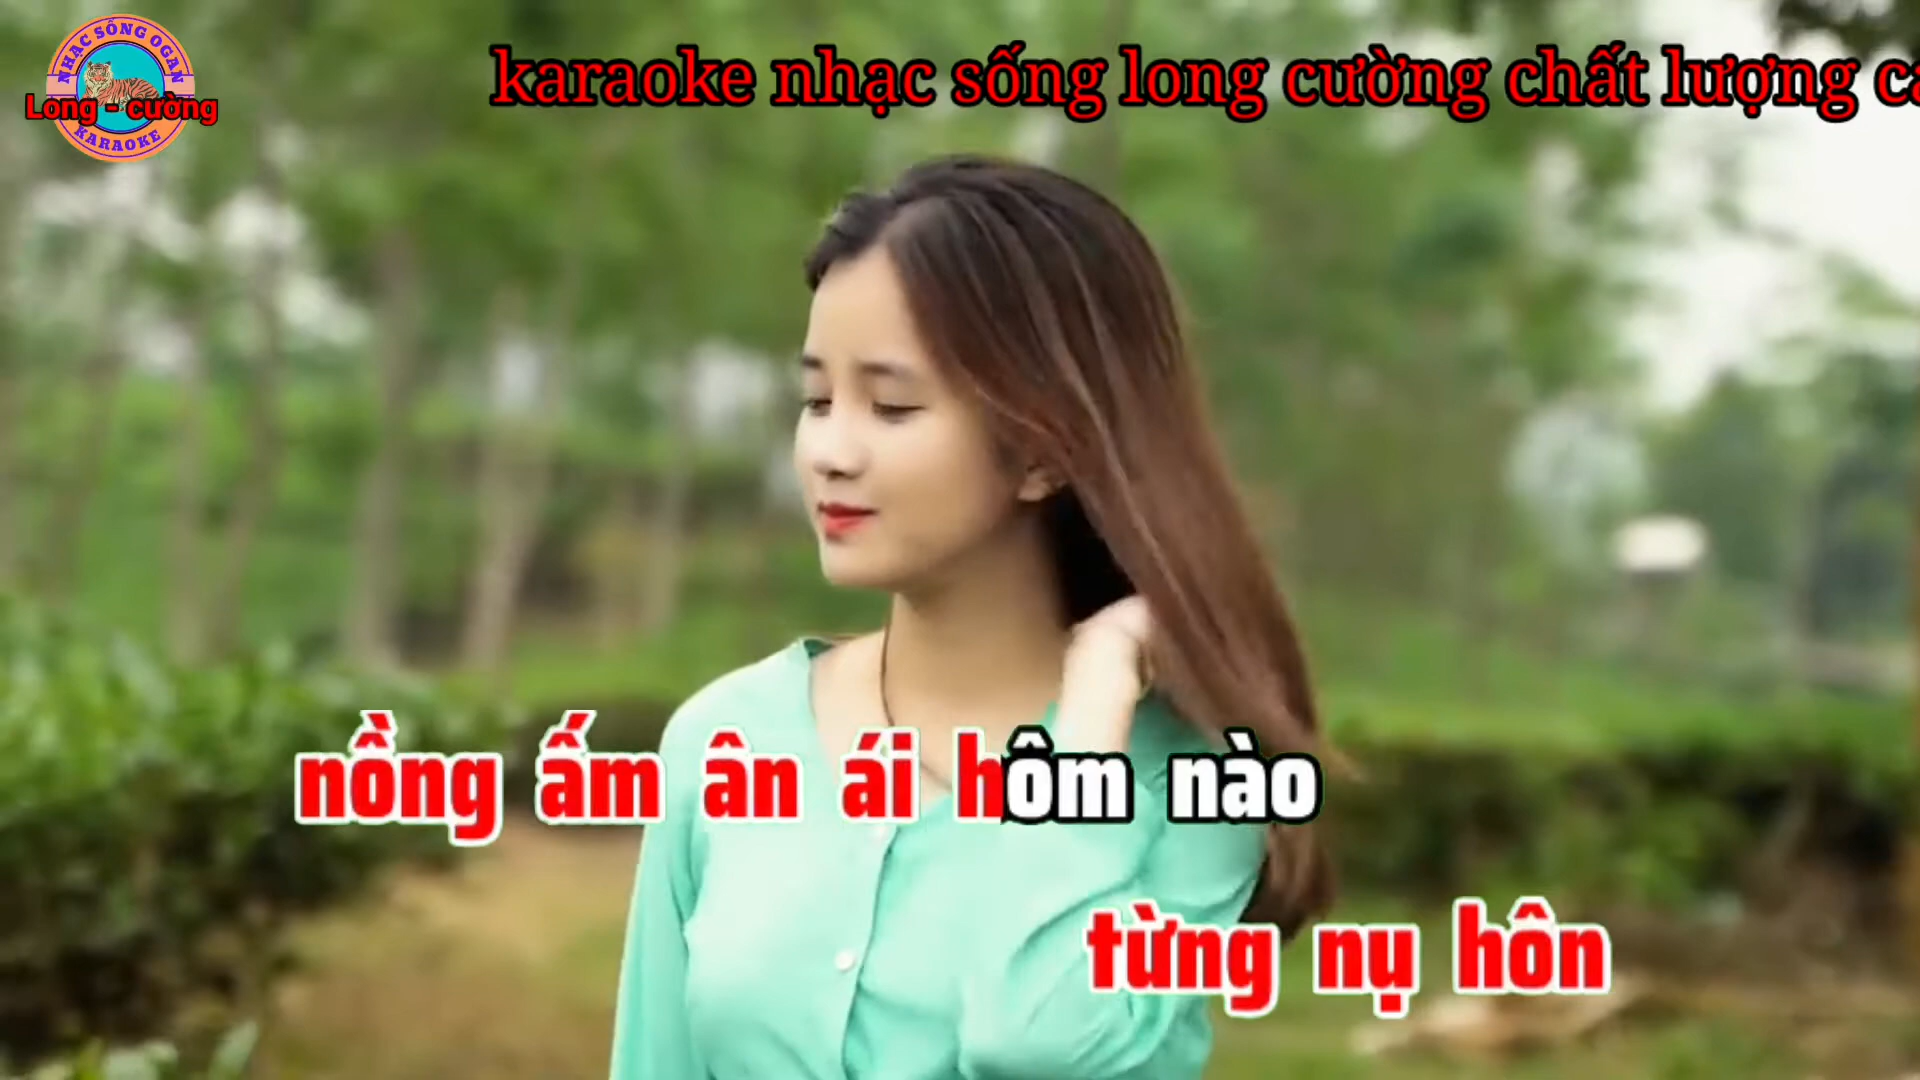 NHẠC SỐNG OGAN
Long - cường
KARAOKE
karaoke nhạc sống long cường chất lượng
nồng ấm ân ái hôm nào
từng nụ hôn